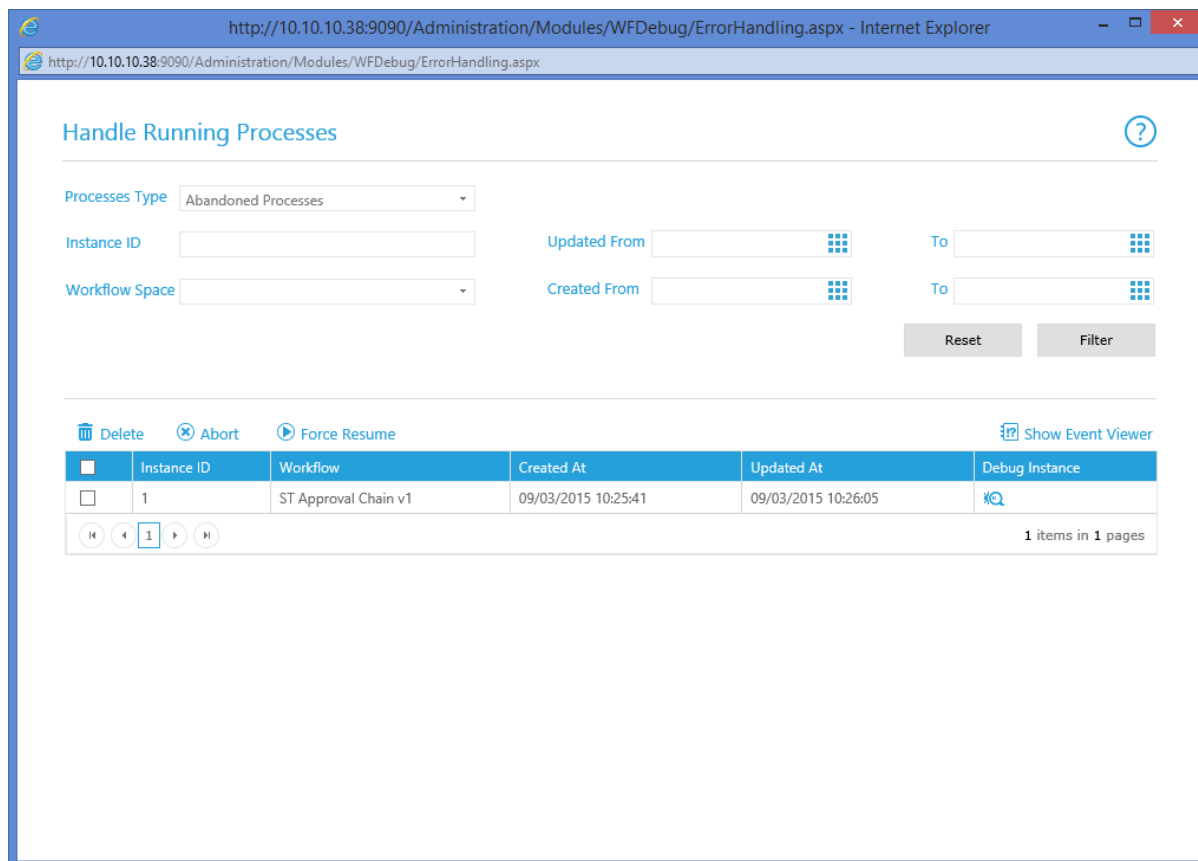 http://10.10.10.38:9090/Administration/Modules/WFDebug/ErrorHandling.aspx - Internet Explorer
http://10.10.10.38:9090/Administration/Modules/WFDebug/ErrorHandling.aspx
Handle Running Processes ?
Processes Type Abandoned Processes
Instance ID Updated From To
Workflow Space Created From To
Reset Filter
Delete Abort Force Resume Show Event Viewer
Instance ID Workflow Created At Updated At Debug Instance
1 ST Approval Chain v1 09/03/2015 10:25:41 09/03/2015 10:26:05
1 1 items in 1 pages